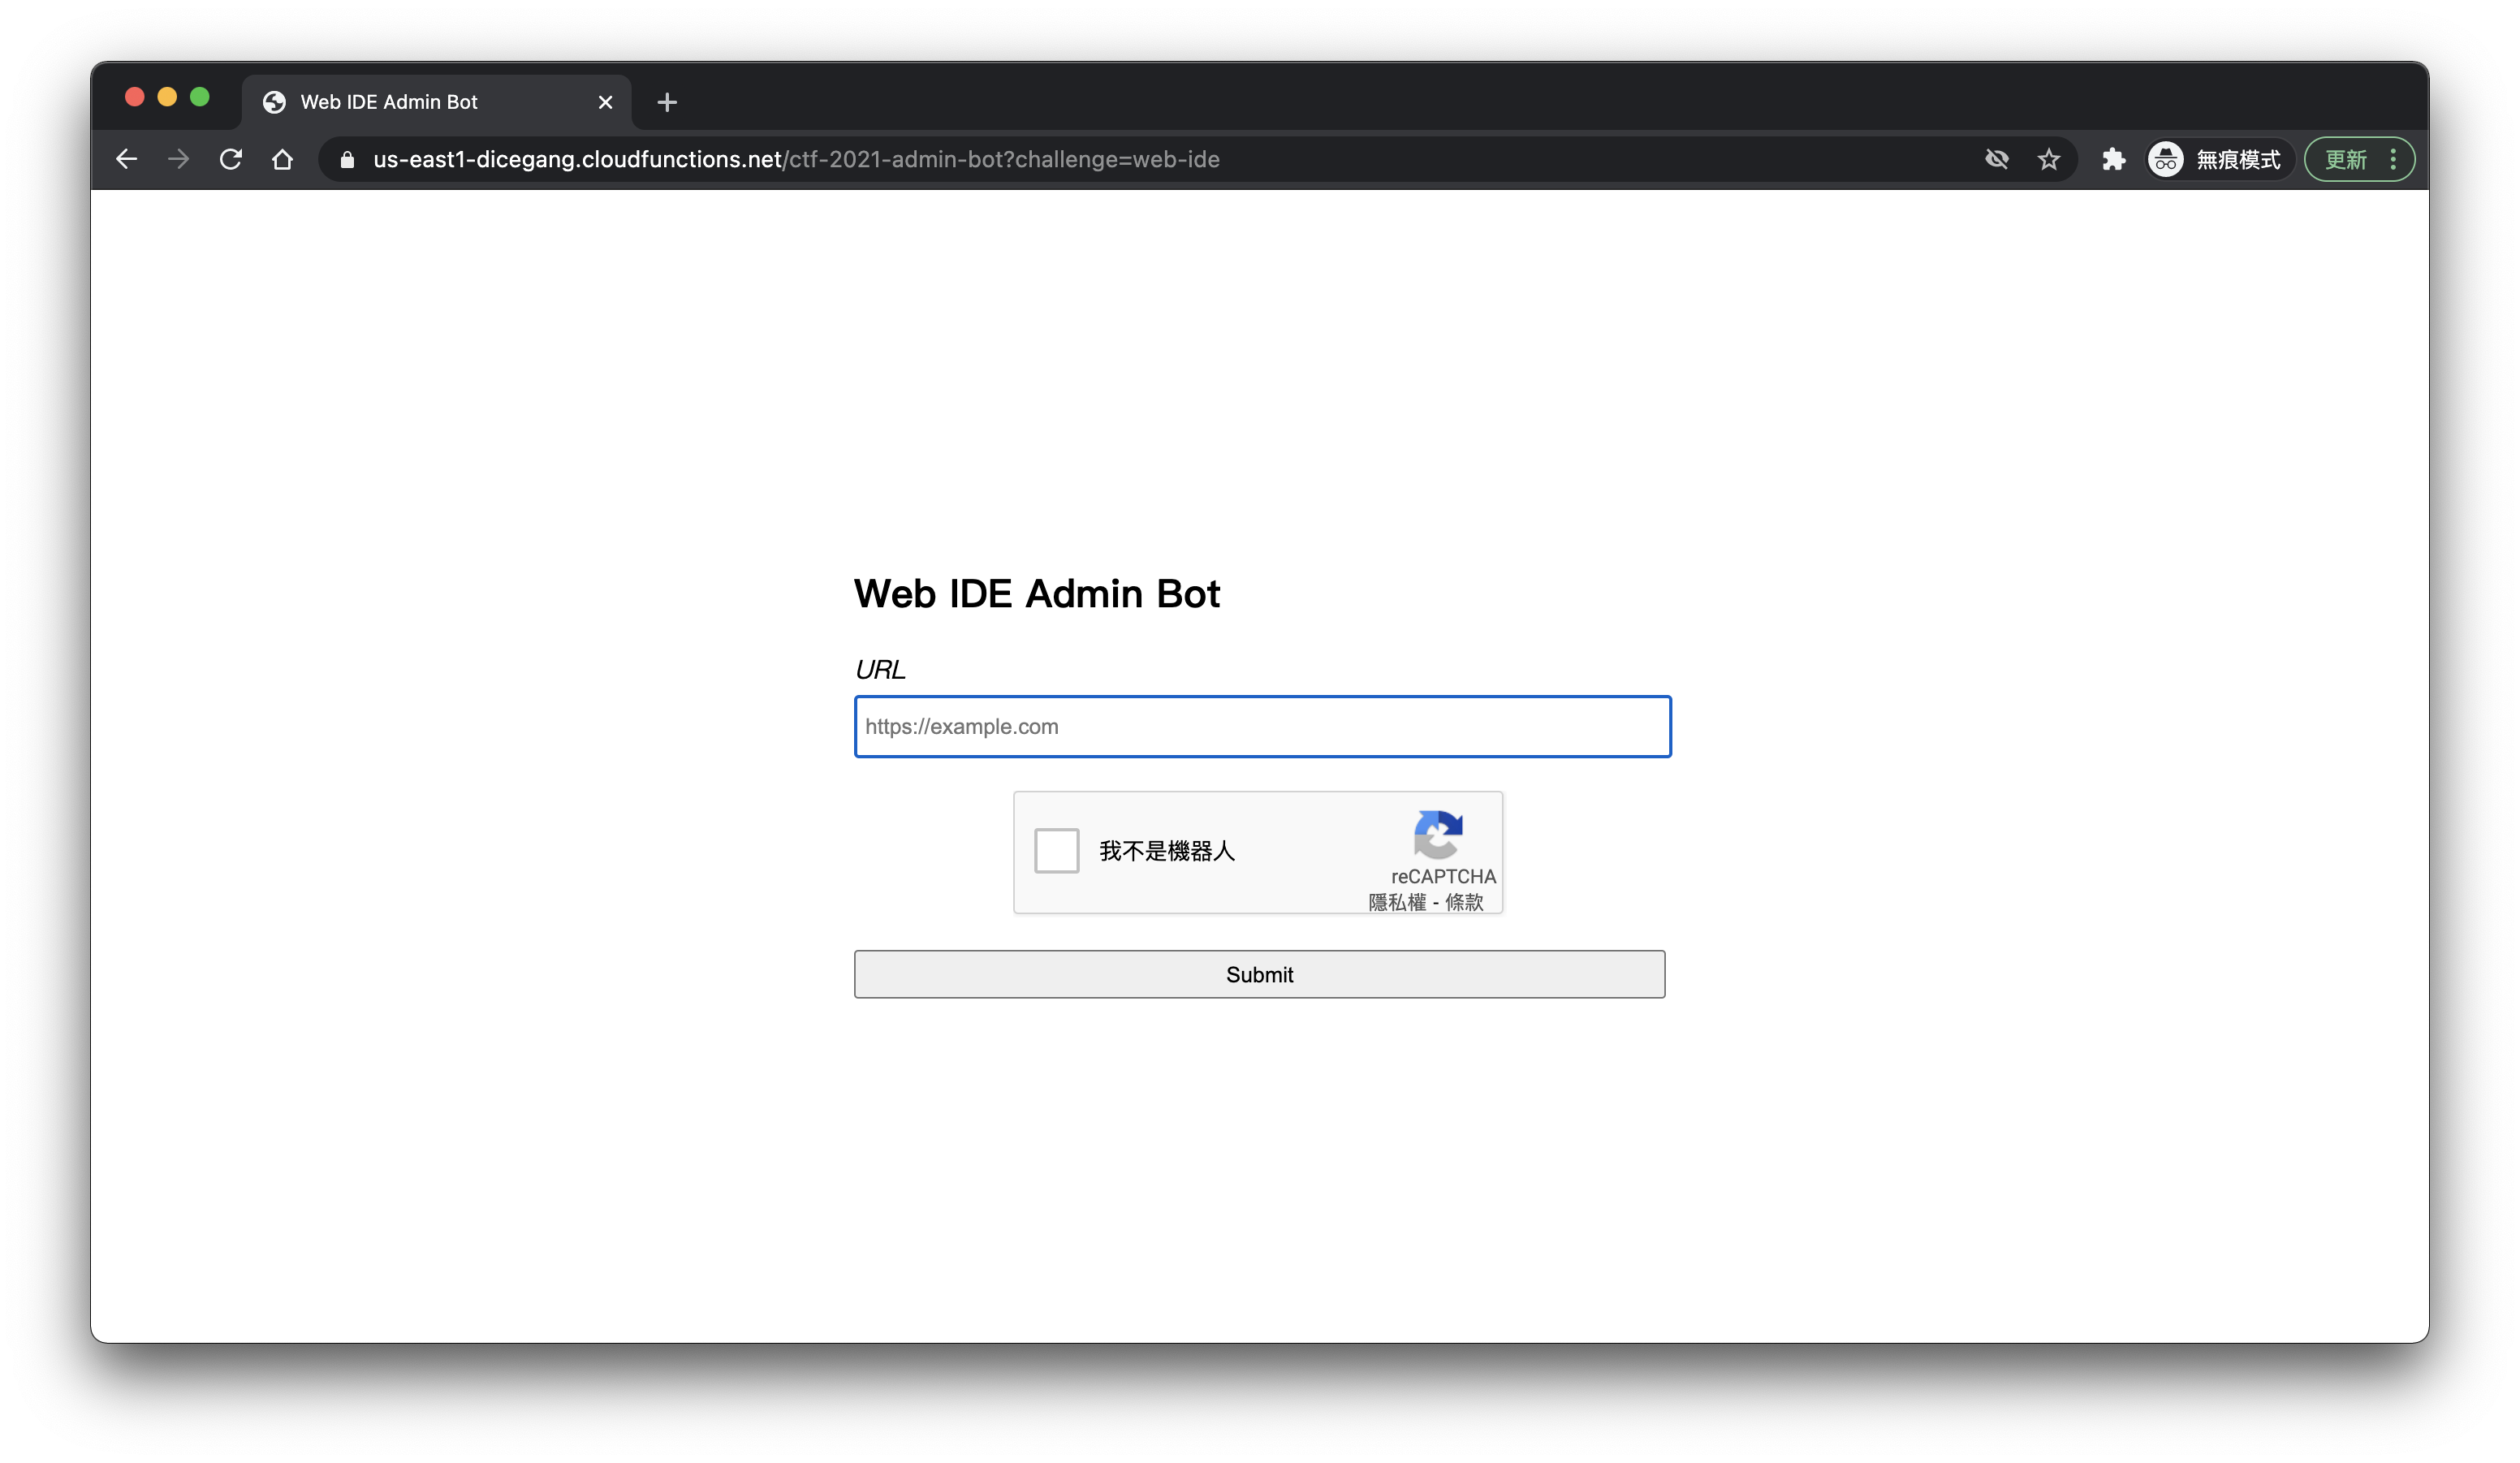 Web IDE Admin Bot
us-east1-dicegang.cloudfunctions.net/ctf-2021-admin-bot?challenge=web-ide
無痕模式
更新
Web IDE Admin Bot
URL
https://example.com
我不是機器人
reCAPTCHA
隱私權 - 條款
Submit